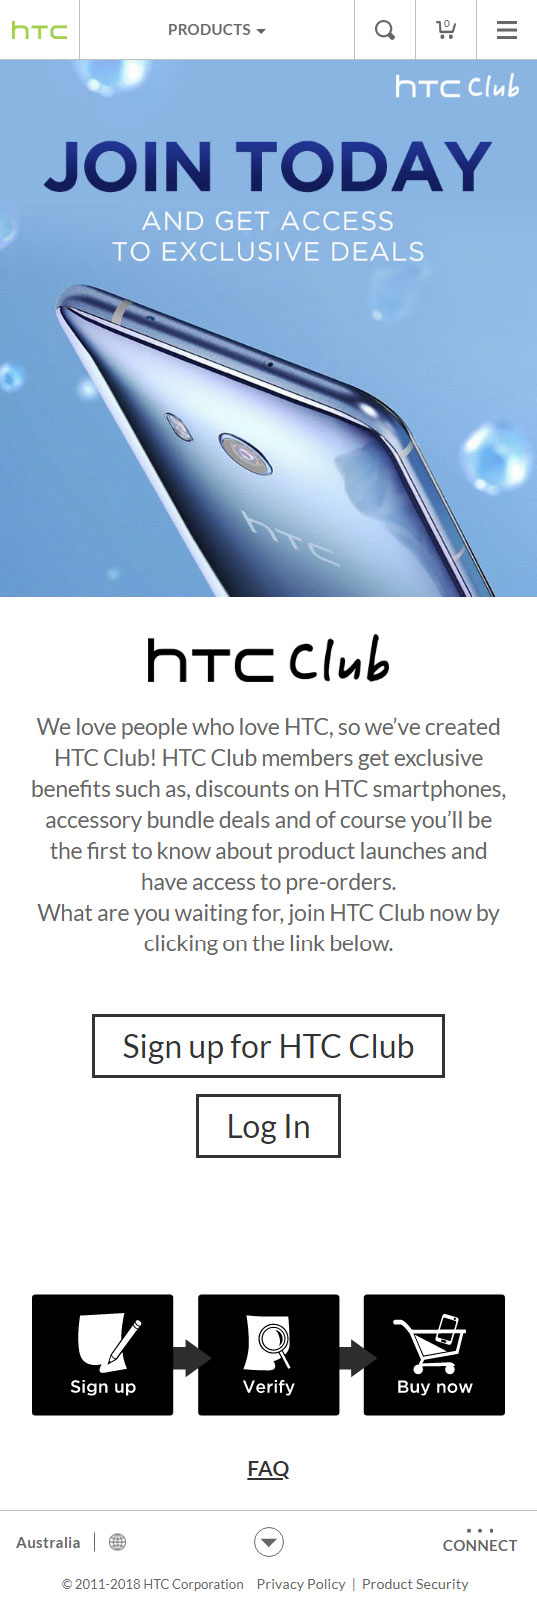 hTC
PRODUCTS
0
hTC Club
JOIN TODAY
AND GET ACCESS
TO EXCLUSIVE DEALS
hTC
hTC Club
We love people who love HTC, so we’ve created
HTC Club! HTC Club members get exclusive
benefits such as, discounts on HTC smartphones,
accessory bundle deals and of course you’ll be
the first to know about product launches and
have access to pre-orders.
What are you waiting for, join HTC Club now by
clicking on the link below.
Sign up for HTC Club
Log In
Sign up
Verify
Buy now
FAQ
Australia
CONNECT
© 2011-2018 HTC Corporation Privacy Policy | Product Security